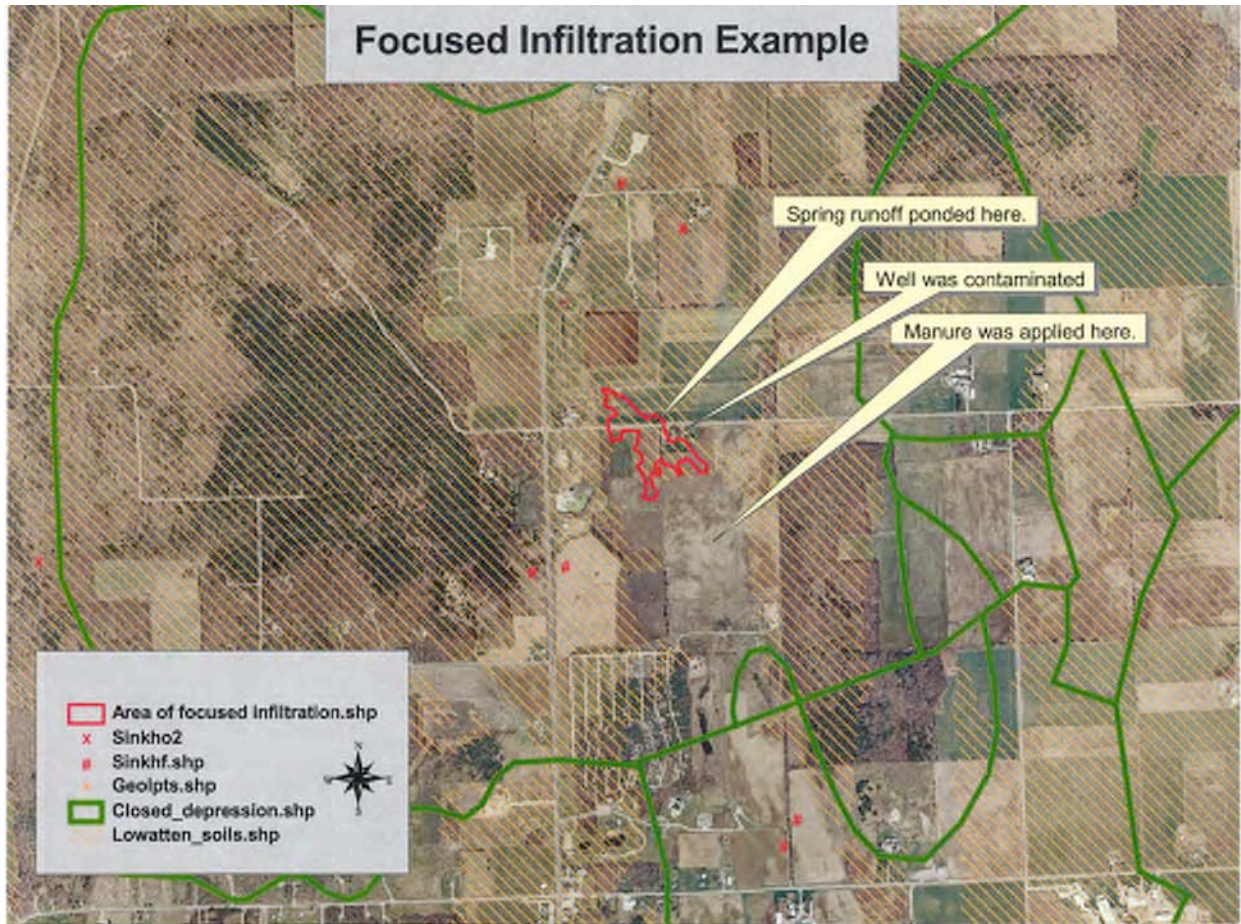 Focused Infiltration Example
Spring runoff ponded here.
Well was contaminated
Manure was applied here.
Area of focused infiltration.shp
x Sinkho2
# Sinkhf.shp
Geolpts.shp
Closed_depression.shp
Lowatten_soils.shp
N
W E
S